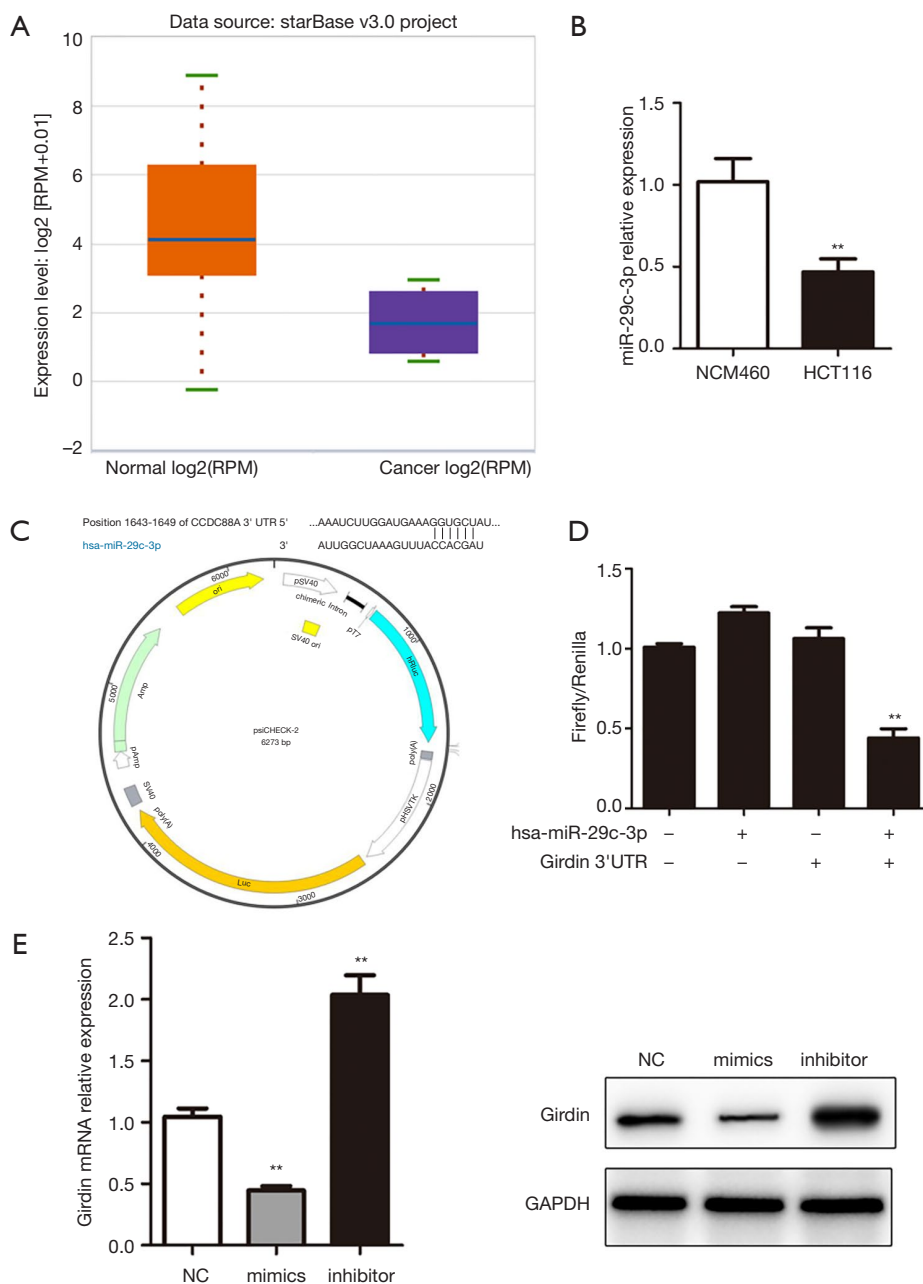 A
Data source: starBase v3.0 project
Expression level: log2 [RPM+0.01]
10
8
6
4
2
0
–2
Normal log2(RPM)
Cancer log2(RPM)
B
miR-29c-3p relative expression
1.5
1.0
0.5
0.0
**
NCM460
HCT116
C
Position 1643-1649 of CCDC88A 3' UTR 5' ...AAAUCUUGGAUGAAAGGUGCUAU...
hsa-miR-29c-3p 3' AUUGGCUAAAGUUUACCACGAU
6000
ori
pSV40
chimeric Intron
pT7
SV40 ori
1000
hRluc
5000
Amp
psiCHECK-2
6273 bp
poly(A)
pAmp
2000
SV40
poly(A)
pHSVTK
4000
Luc
3000
D
Firefly/Renilla
1.5
1.0
0.5
0.0
**
hsa-miR-29c-3p – + – +
Girdin 3'UTR – – + +
E
Girdin mRNA relative expression
2.5
2.0
1.5
1.0
0.5
0.0
**
**
NC
mimics
inhibitor
NC mimics inhibitor
Girdin
GAPDH